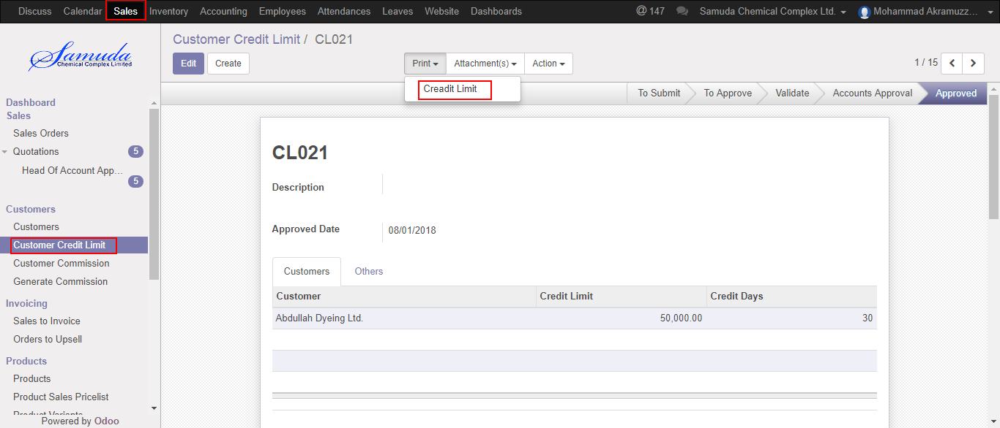 Discuss Calendar Sales Inventory Accounting Employees Attendances Leaves Website Dashboards @ 147 Samuda Chemical Complex Ltd. Mohammad Akramuzz...
Samuda
Chemical Complex Limited
Customer Credit Limit / CL021
Edit Create Print Attachment(s) Action 1 / 15
Creadit Limit
To Submit To Approve Validate Accounts Approval Approved
Dashboard
Sales
Sales Orders
Quotations 5
Head Of Account App...
5
Customers
Customers
Customer Credit Limit
Customer Commission
Generate Commission
Invoicing
Sales to Invoice
Orders to Upsell
Products
Products
Product Sales Pricelist
Product Variants
Powered by Odoo
CL021
Description
Approved Date 08/01/2018
Customers Others
Customer Credit Limit Credit Days
Abdullah Dyeing Ltd. 50,000.00 30